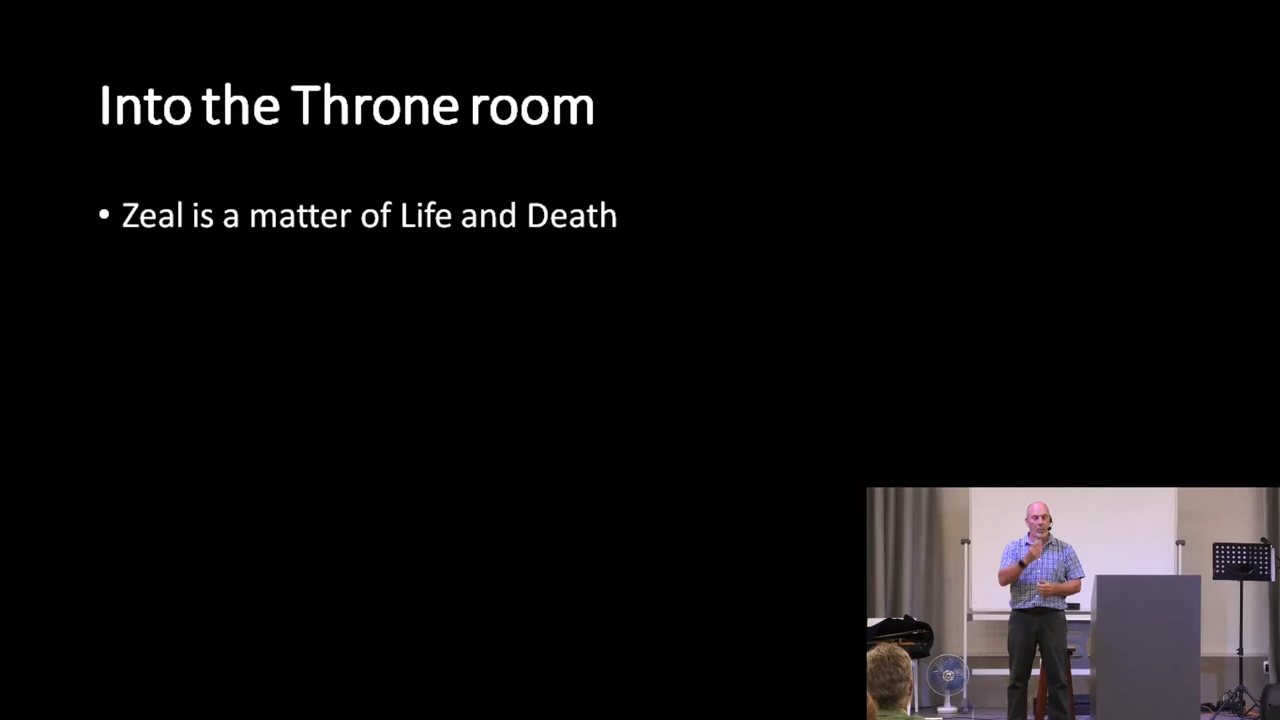 Into the Throne room
• Zeal is a matter of Life and Death